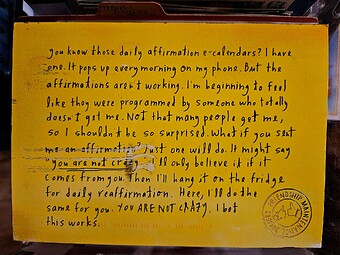 you know those daily affirmation e-calendars? I have
one. It pops up every morning on my phone. But the
affirmations aren't working. I'm beginning to feel
like they were programmed by someone who totally
doesn't get me. Not that many people get me,
so I shouldn't be so surprised. What if you sent
me an affirmation? Just one will do. It might say
"you are not crazy." I'll only believe it if it
comes from you. Then I'll hang it on the fridge
for daily reaffirmation. Here, I'll do the
same for you. YOU ARE NOT CRAZY. I bet
this works.
FRIENDSHIP MAINTENANCE